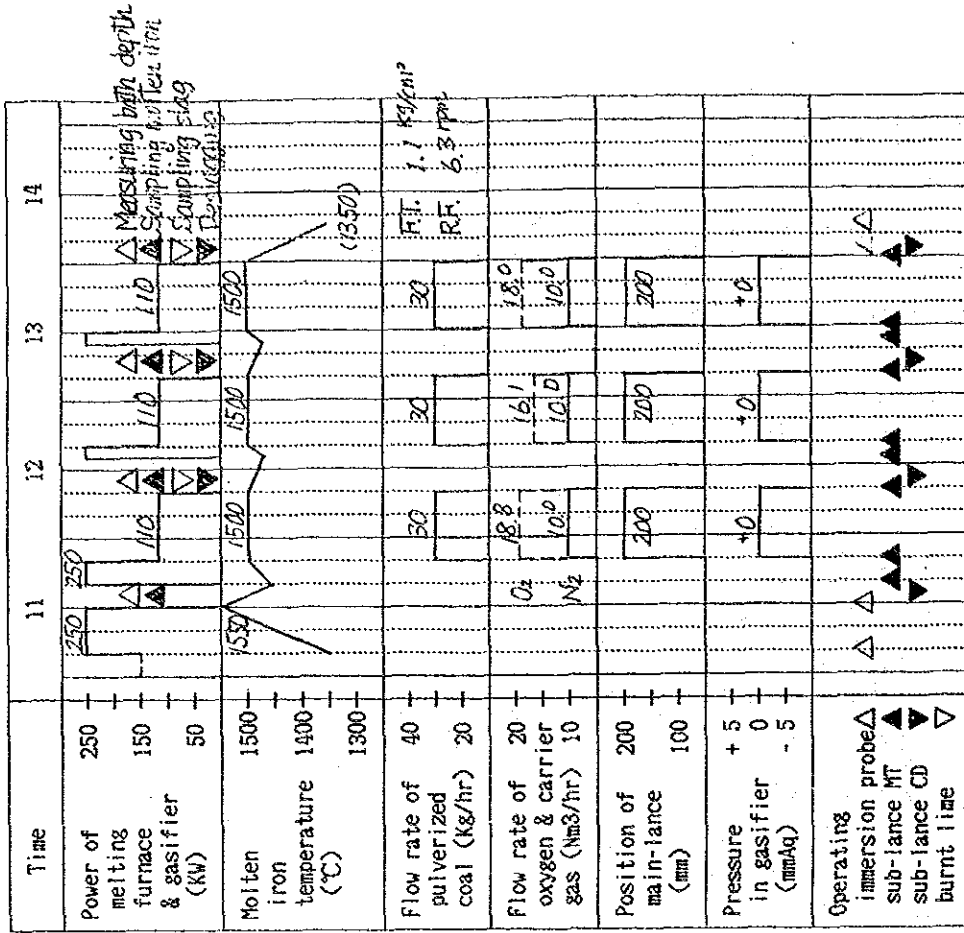 Time
11
12
13
14
Power of
melting
furnace
& gasifier
(KW)
250
150
50
250
250
110
110
110
Measuring bath depth
Sampling molten iron
Sampling slag
Molten
iron
temperature
(℃)
1500
1400
1300
1550
1500
1500
1500
(1350)
Flow rate of
pulverized
coal (Kg/hr)
40
20
30
30
30
F.T. 1.1 Kg/cm²
R.F. 6.3 rpm
Flow rate of
oxygen & carrier
gas (Nm3/hr)
20
10
O₂
N₂
18.8
10.0
16.1
10.0
18.0
10.0
Position of
main-lance
(mm)
200
100
200
200
200
Pressure
in gasifier
(mmAq)
+ 5
0
- 5
+0
+0
+0
Operating
immersion probe △
sub-lance MT ▲
sub-lance CD ▼
burnt lime ▽